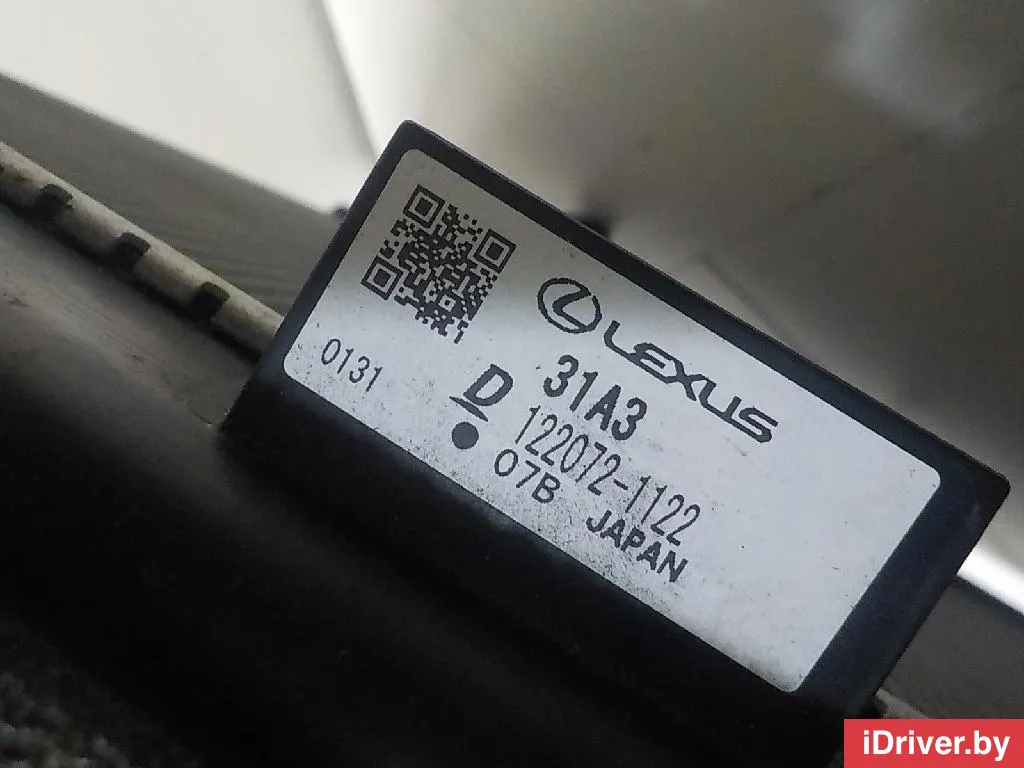 LEXUS
31A3
0131
D 122072-1122
07B JAPAN
iDriver.by